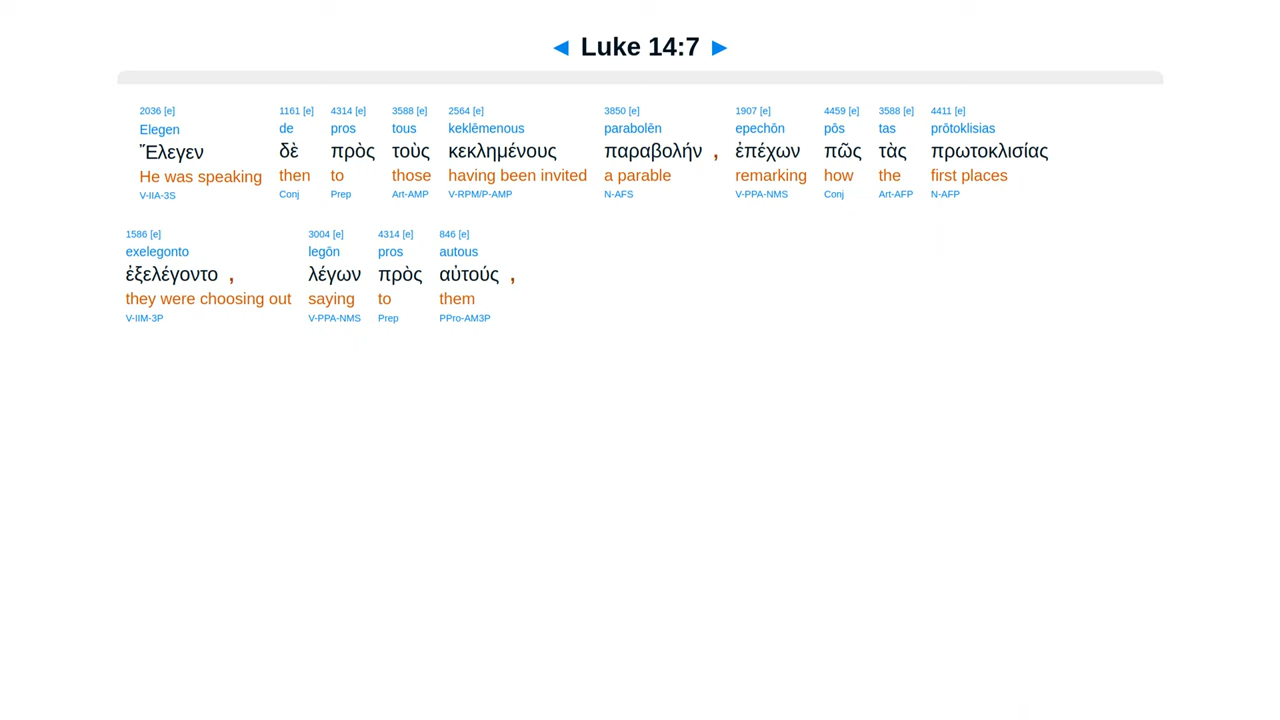 ◄ Luke 14:7 ►
2036 [e] 1161 [e] 4314 [e] 3588 [e] 2564 [e] 3850 [e] 1907 [e] 4459 [e] 3588 [e] 4411 [e]
Elegen de pros tous keklēmenous parabolēn epechōn pōs tas prōtoklisias
Ἔλεγεν δὲ πρὸς τοὺς κεκλημένους παραβολήν , ἐπέχων πῶς τὰς πρωτοκλισίας
He was speaking then to those having been invited a parable remarking how the first places
V-IIA-3S Conj Prep Art-AMP V-RPM/P-AMP N-AFS V-PPA-NMS Conj Art-AFP N-AFP
1586 [e] 3004 [e] 4314 [e] 846 [e]
exelegonto legōn pros autous
ἐξελέγοντο , λέγων πρὸς αὐτούς ,
they were choosing out saying to them
V-IIM-3P V-PPA-NMS Prep PPro-AM3P